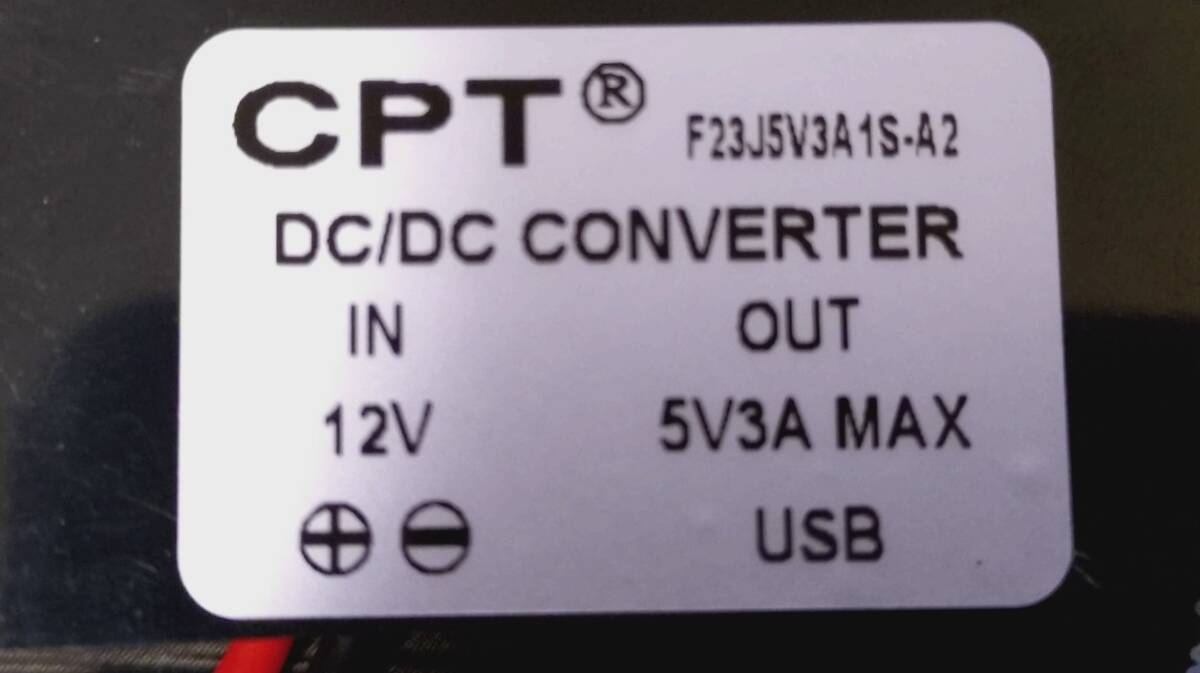 CPT® F23J5V3A1S-A2
DC/DC CONVERTER
IN OUT
12V 5V3A MAX
⊕ ⊖ USB